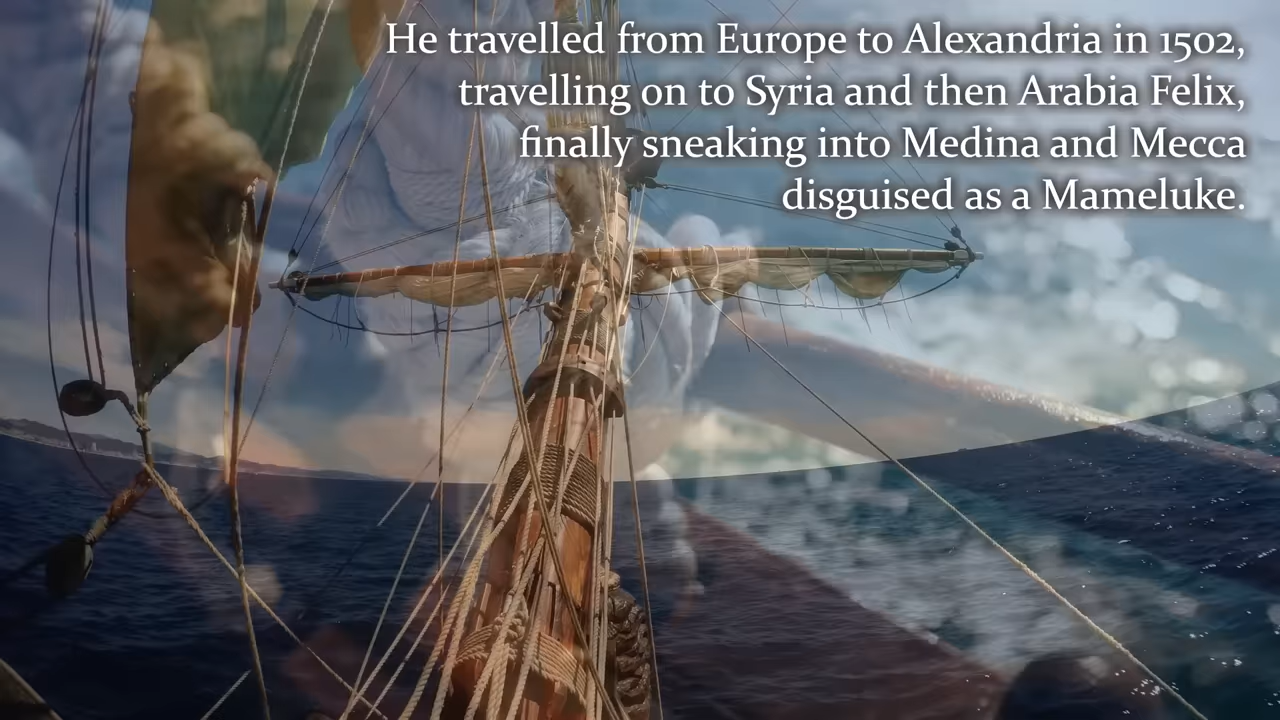 He travelled from Europe to Alexandria in 1502,
travelling on to Syria and then Arabia Felix,
finally sneaking into Medina and Mecca
disguised as a Mameluke.